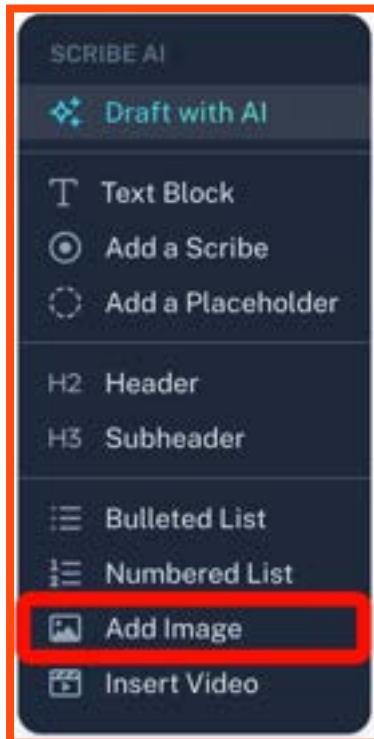 SCRIBE AI
Draft with AI
Text Block
Add a Scribe
Add a Placeholder
H2 Header
H3 Subheader
Bulleted List
Numbered List
Add Image
Insert Video